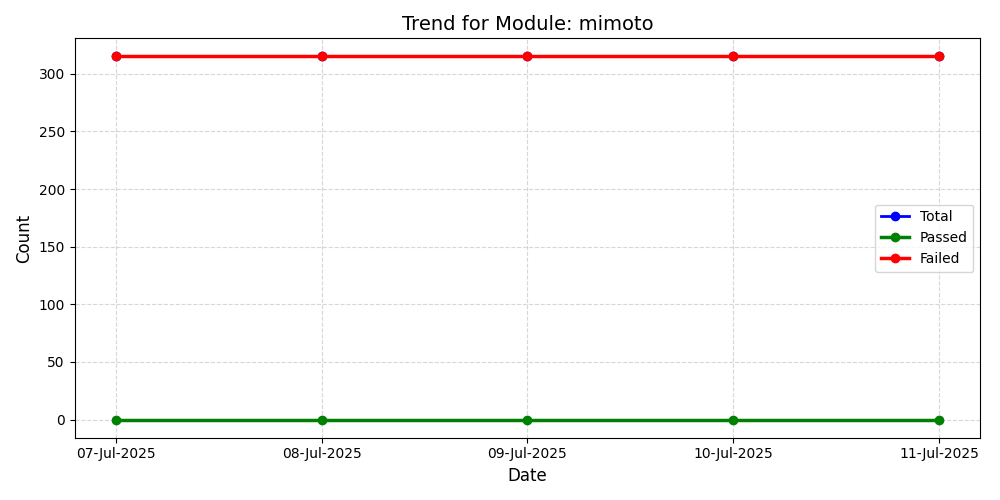 Trend for Module: mimoto
Count
300
250
200
150
100
50
0
Total
Passed
Failed
07-Jul-2025
08-Jul-2025
09-Jul-2025
10-Jul-2025
11-Jul-2025
Date